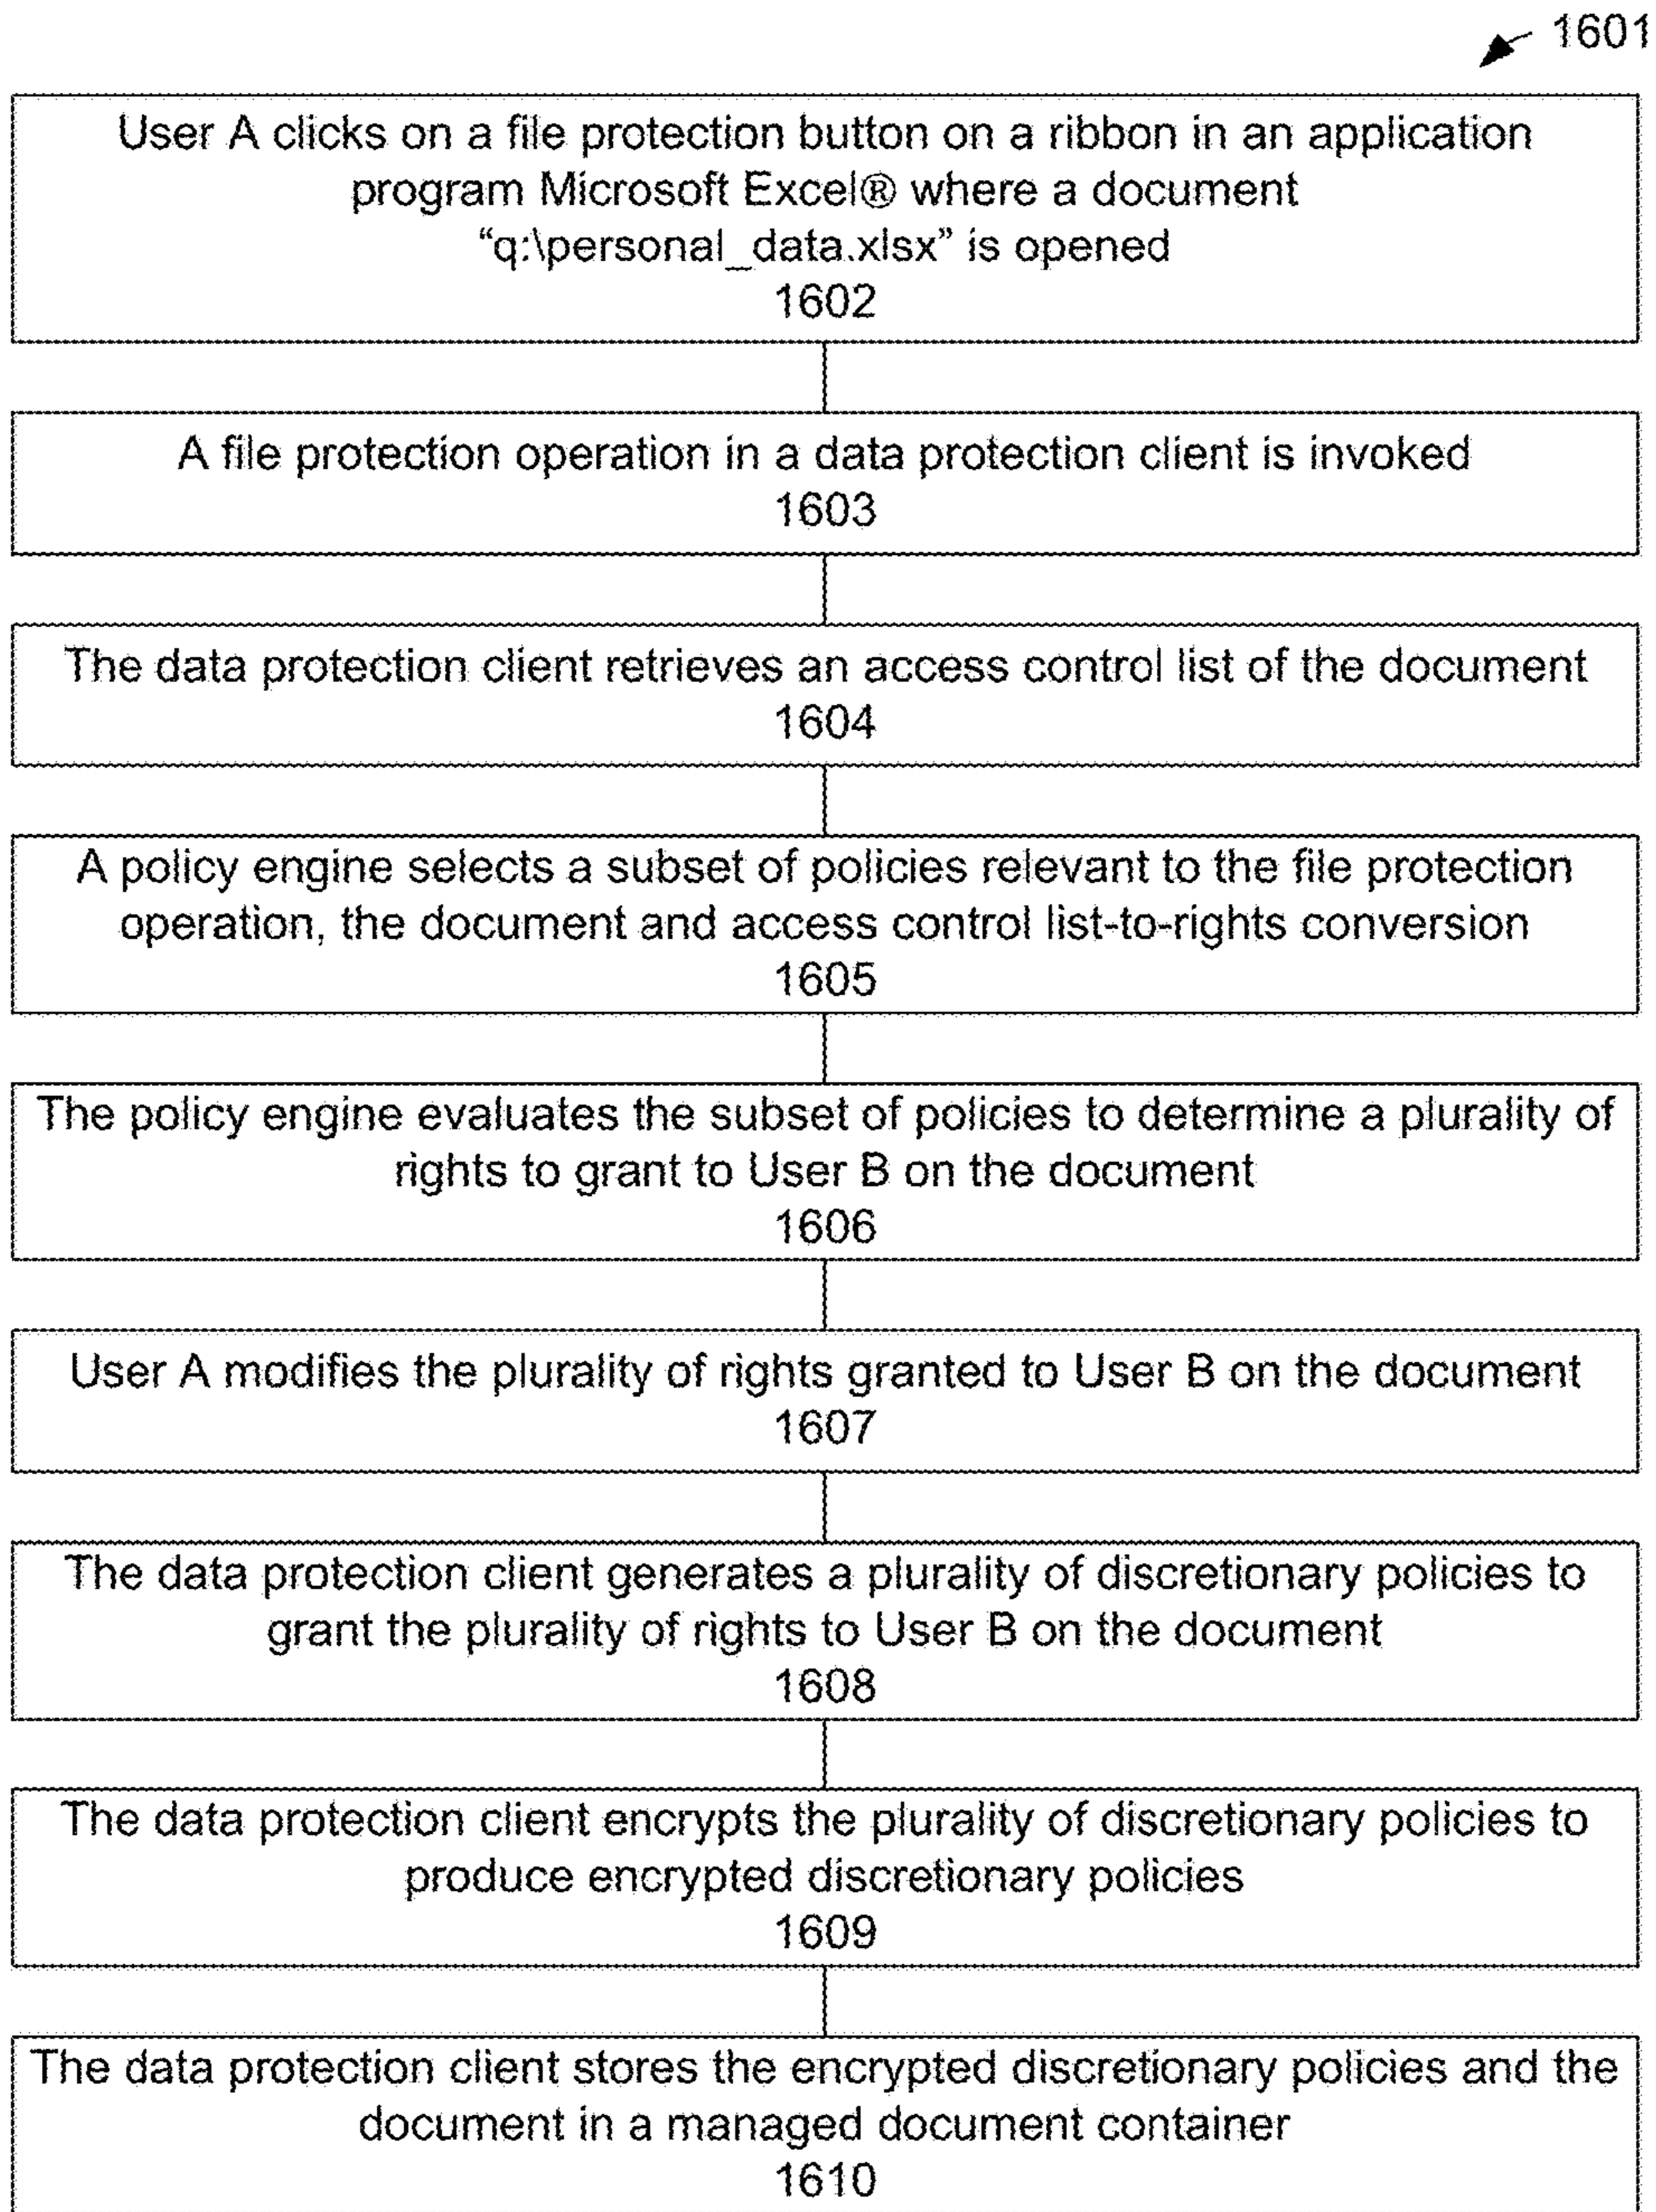 1601
User A clicks on a file protection button on a ribbon in an application
program Microsoft Excel® where a document
“q:\personal_data.xlsx” is opened
1602
A file protection operation in a data protection client is invoked
1603
The data protection client retrieves an access control list of the document
1604
A policy engine selects a subset of policies relevant to the file protection
operation, the document and access control list-to-rights conversion
1605
The policy engine evaluates the subset of policies to determine a plurality of
rights to grant to User B on the document
1606
User A modifies the plurality of rights granted to User B on the document
1607
The data protection client generates a plurality of discretionary policies to
grant the plurality of rights to User B on the document
1608
The data protection client encrypts the plurality of discretionary policies to
produce encrypted discretionary policies
1609
The data protection client stores the encrypted discretionary policies and the
document in a managed document container
1610